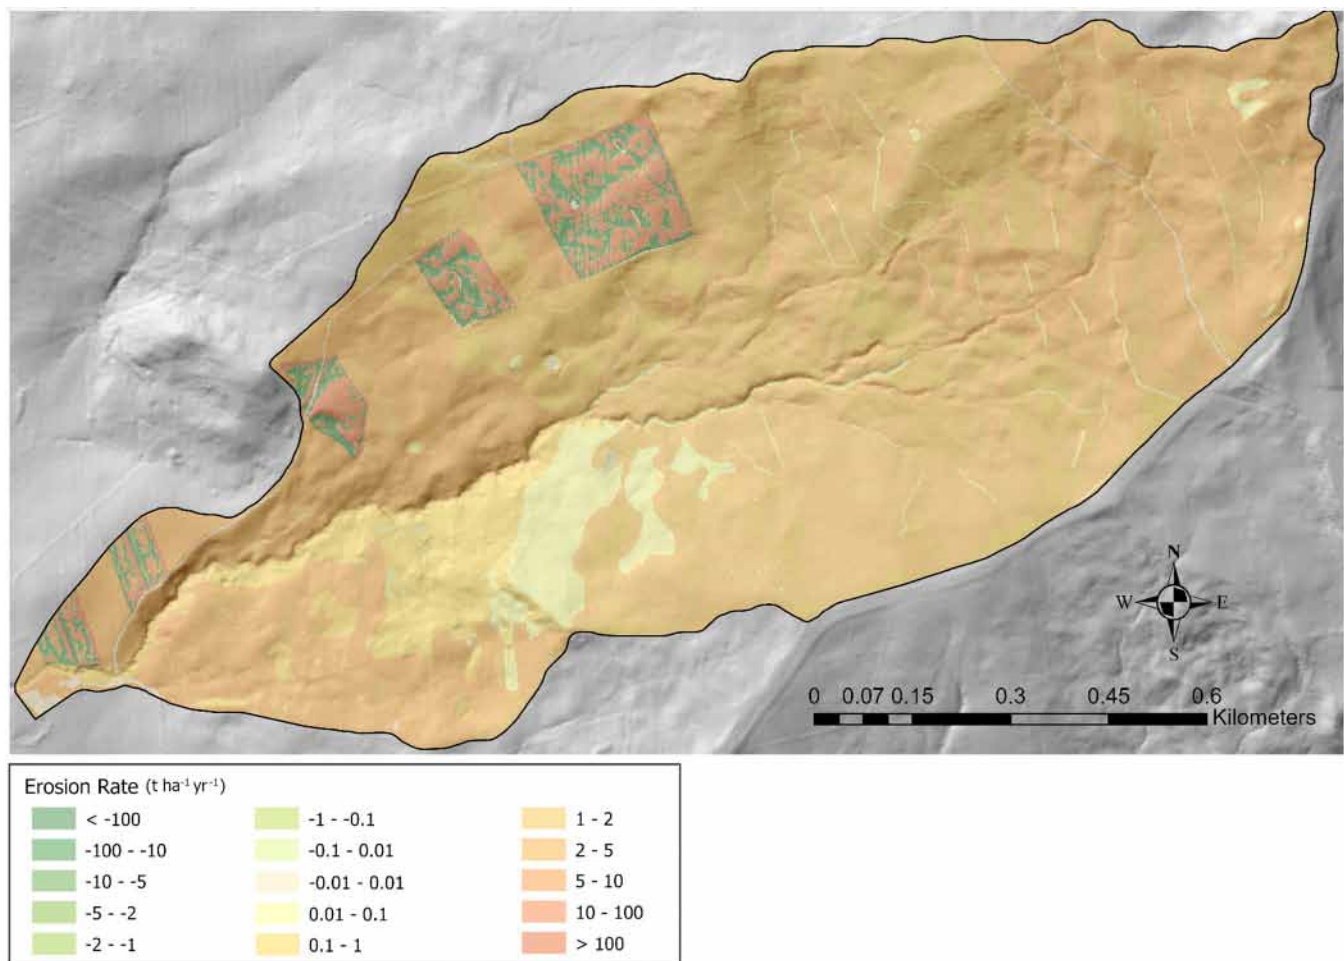 N
W E
S
0 0.07 0.15 0.3 0.45 0.6
Kilometers
Erosion Rate (t ha⁻¹ yr⁻¹)
< -100
-100 - -10
-10 - -5
-5 - -2
-2 - -1
-1 - -0.1
-0.1 - 0.01
-0.01 - 0.01
0.01 - 0.1
0.1 - 1
1 - 2
2 - 5
5 - 10
10 - 100
> 100